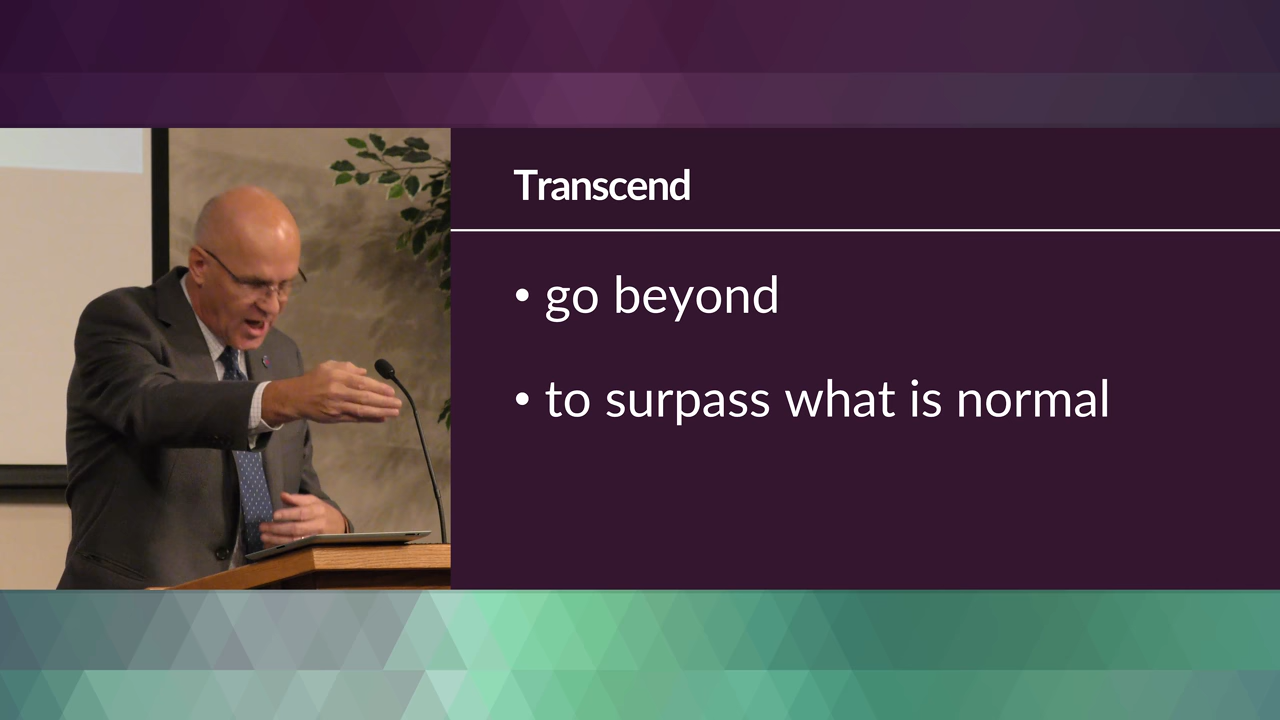 Transcend
• go beyond
• to surpass what is normal